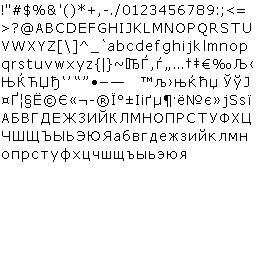 !"#$%&'()*+,-./0123456789:;<=
>?@ABCDEFGHIJKLMNOPQRSTU
VWXYZ[\]^_`abcdefghijklmnop
qrstuvwxyz{|}~ЂЃ‚ѓ„…†‡€‰Љ‹
ЊЌЋЏђ‘’“”•–— ™љ›њќћџ ЎўЈ
¤Ґ¦§Ё©Є«¬-®Ї°±Ііґµ¶·ё№є»јЅѕї
АБВГДЕЖЗИЙКЛМНОПРСТУФХЦ
ЧШЩЪЫЬЭЮЯабвгдежзийклмн
опрстуфхцчшщъыьэюя